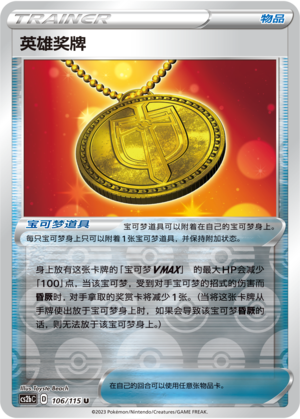 TRAINER
物品
英雄奖牌
宝可梦道具
宝可梦道具可以附着在自己的宝可梦身上。
每只宝可梦身上只可以附着1张宝可梦道具，并保持附加状态。
身上放有这张卡牌的「宝可梦VMAX」的最大HP会减少
「100」点，当该宝可梦，受到对手宝可梦的招式的伤害而
昏厥时，对手拿取的奖赏卡将减少1张。（当将这张卡牌
从手牌使出放于宝可梦身上时，如果会导致该宝可梦昏厥的
话，则无法放于该宝可梦身上）。
在自己的回合可以使用任意张物品卡。
Illus. Toyste Beach
cs2bC D 106/115 U
©2023 Pokémon/Nintendo/Creatures/GAME FREAK.